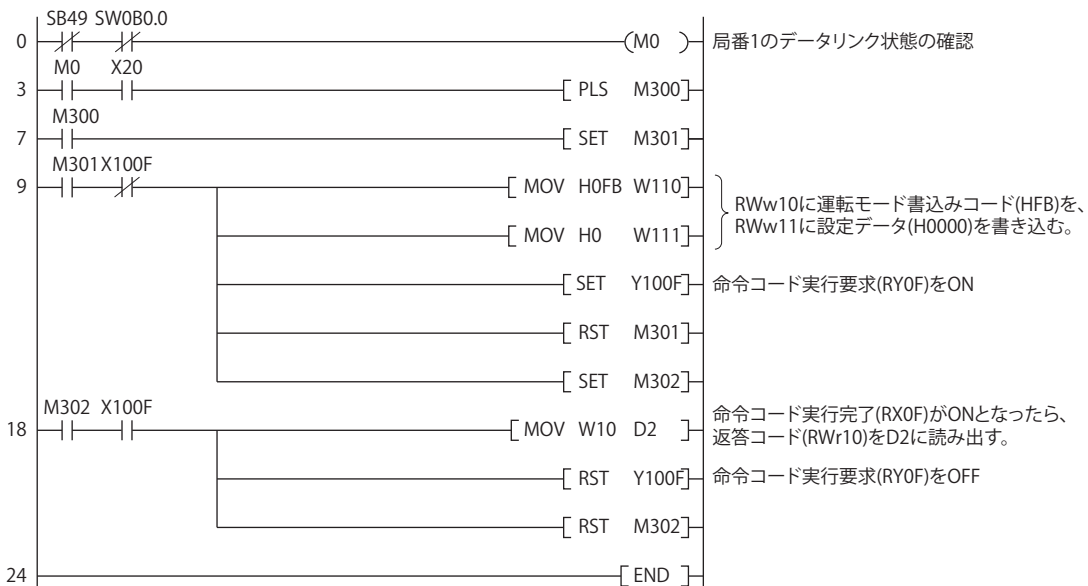 SB49 SW0B0.0
0 (M0 ) 局番1のデータリンク状態の確認
M0 X20
3 [ PLS M300]
M300
7 [ SET M301]
M301 X100F
9 [ MOV H0FB W110]
RWw10に運転モード書込みコード(HFB)を、
RWw11に設定データ(H0000)を書き込む。
[ MOV H0 W111]
[ SET Y100F] 命令コード実行要求(RY0F)をON
[ RST M301]
[ SET M302]
M302 X100F
18 [ MOV W10 D2 ]
命令コード実行完了(RX0F)がONとなったら、
返答コード(RWr10)をD2に読み出す。
[ RST Y100F] 命令コード実行要求(RY0F)をOFF
[ RST M302]
24 [ END ]